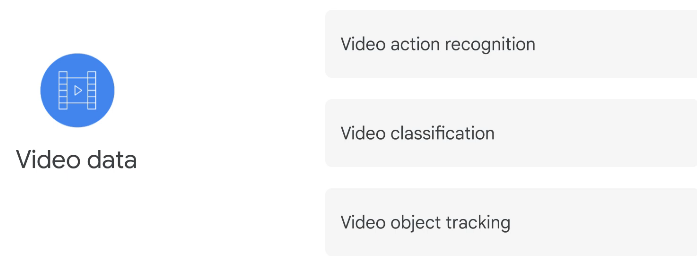 Video data
Video action recognition
Video classification
Video object tracking